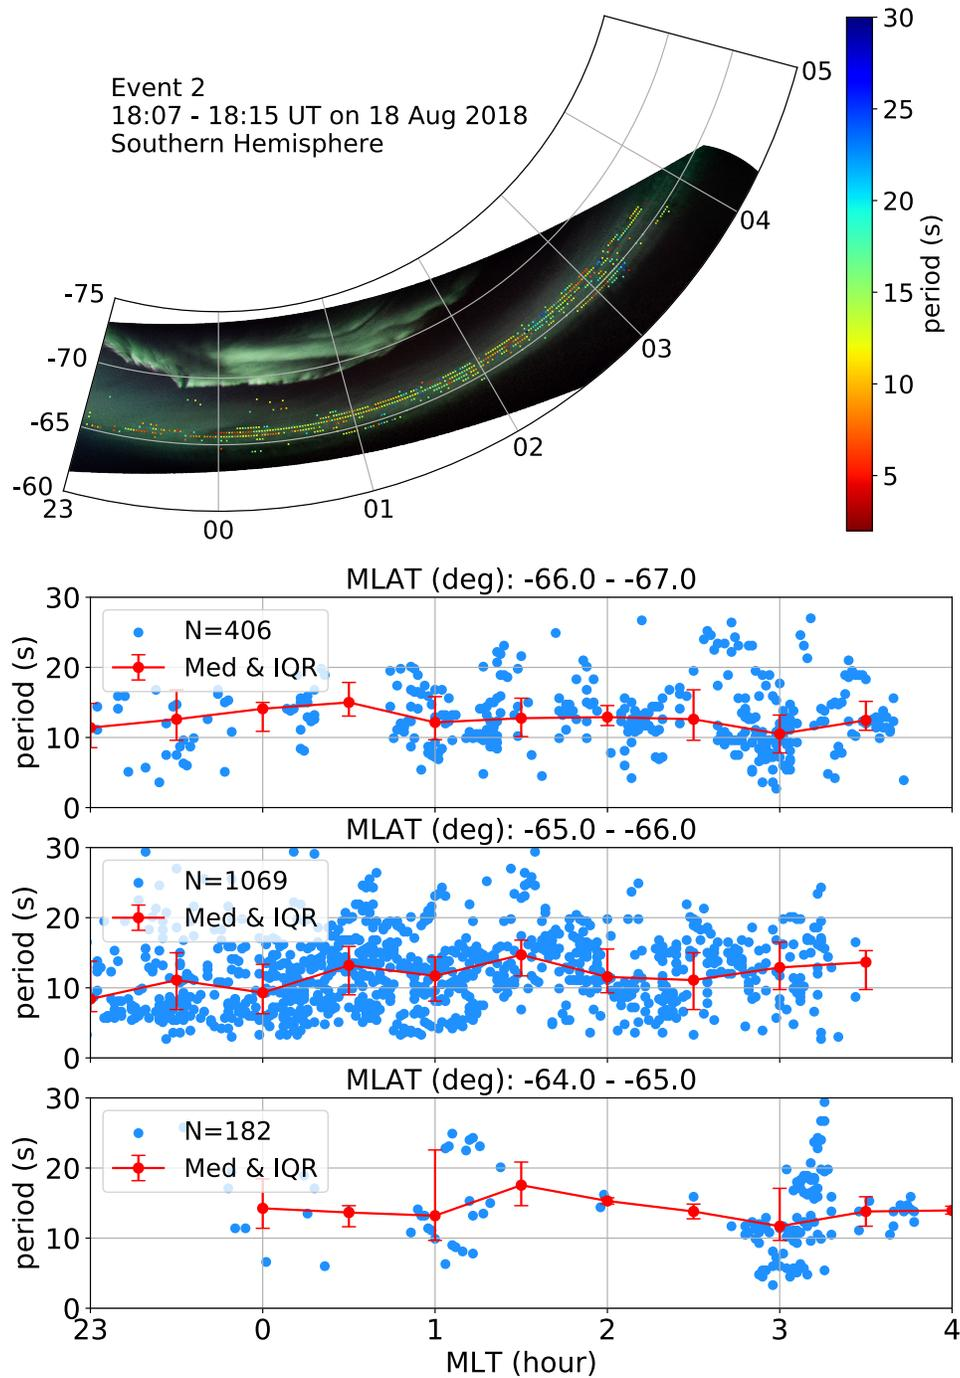 Event 2
18:07 - 18:15 UT on 18 Aug 2018
Southern Hemisphere
05
04
03
02
01
00
23
-75
-70
-65
-60
30
25
20
15
10
5
period (s)
MLAT (deg): -66.0 - -67.0
30
20
10
0
period (s)
N=406
Med & IQR
MLAT (deg): -65.0 - -66.0
30
20
10
0
period (s)
N=1069
Med & IQR
MLAT (deg): -64.0 - -65.0
30
20
10
0
period (s)
N=182
Med & IQR
23 0 1 2 3 4
MLT (hour)